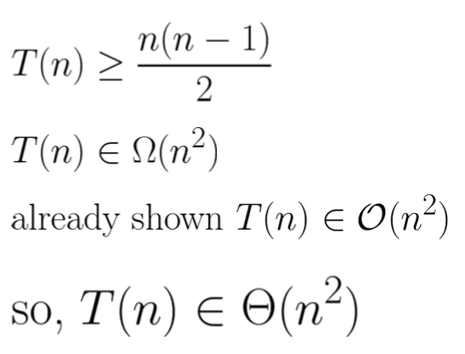 T(n) ≥ n(n − 1) / 2
T(n) ∈ Ω(n²)
already shown T(n) ∈ 𝒪(n²)
so, T(n) ∈ Θ(n²)